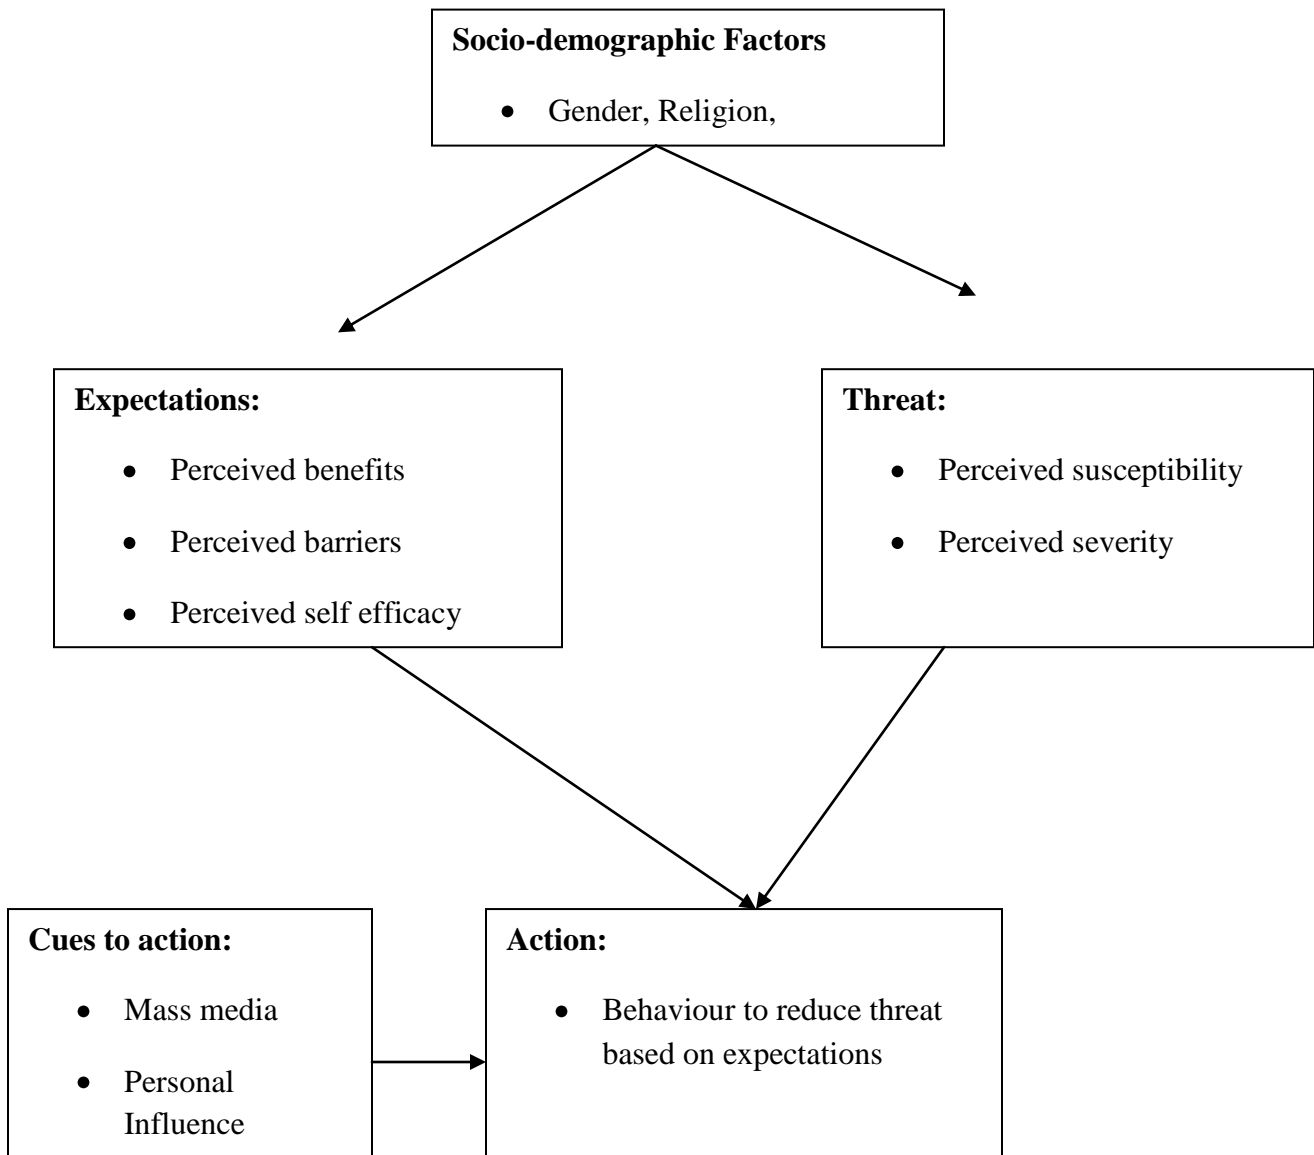 Socio-demographic Factors
• Gender, Religion,
Expectations:
• Perceived benefits
• Perceived barriers
• Perceived self efficacy
Threat:
• Perceived susceptibility
• Perceived severity
Cues to action:
• Mass media
• Personal
Influence
Action:
• Behaviour to reduce threat
based on expectations